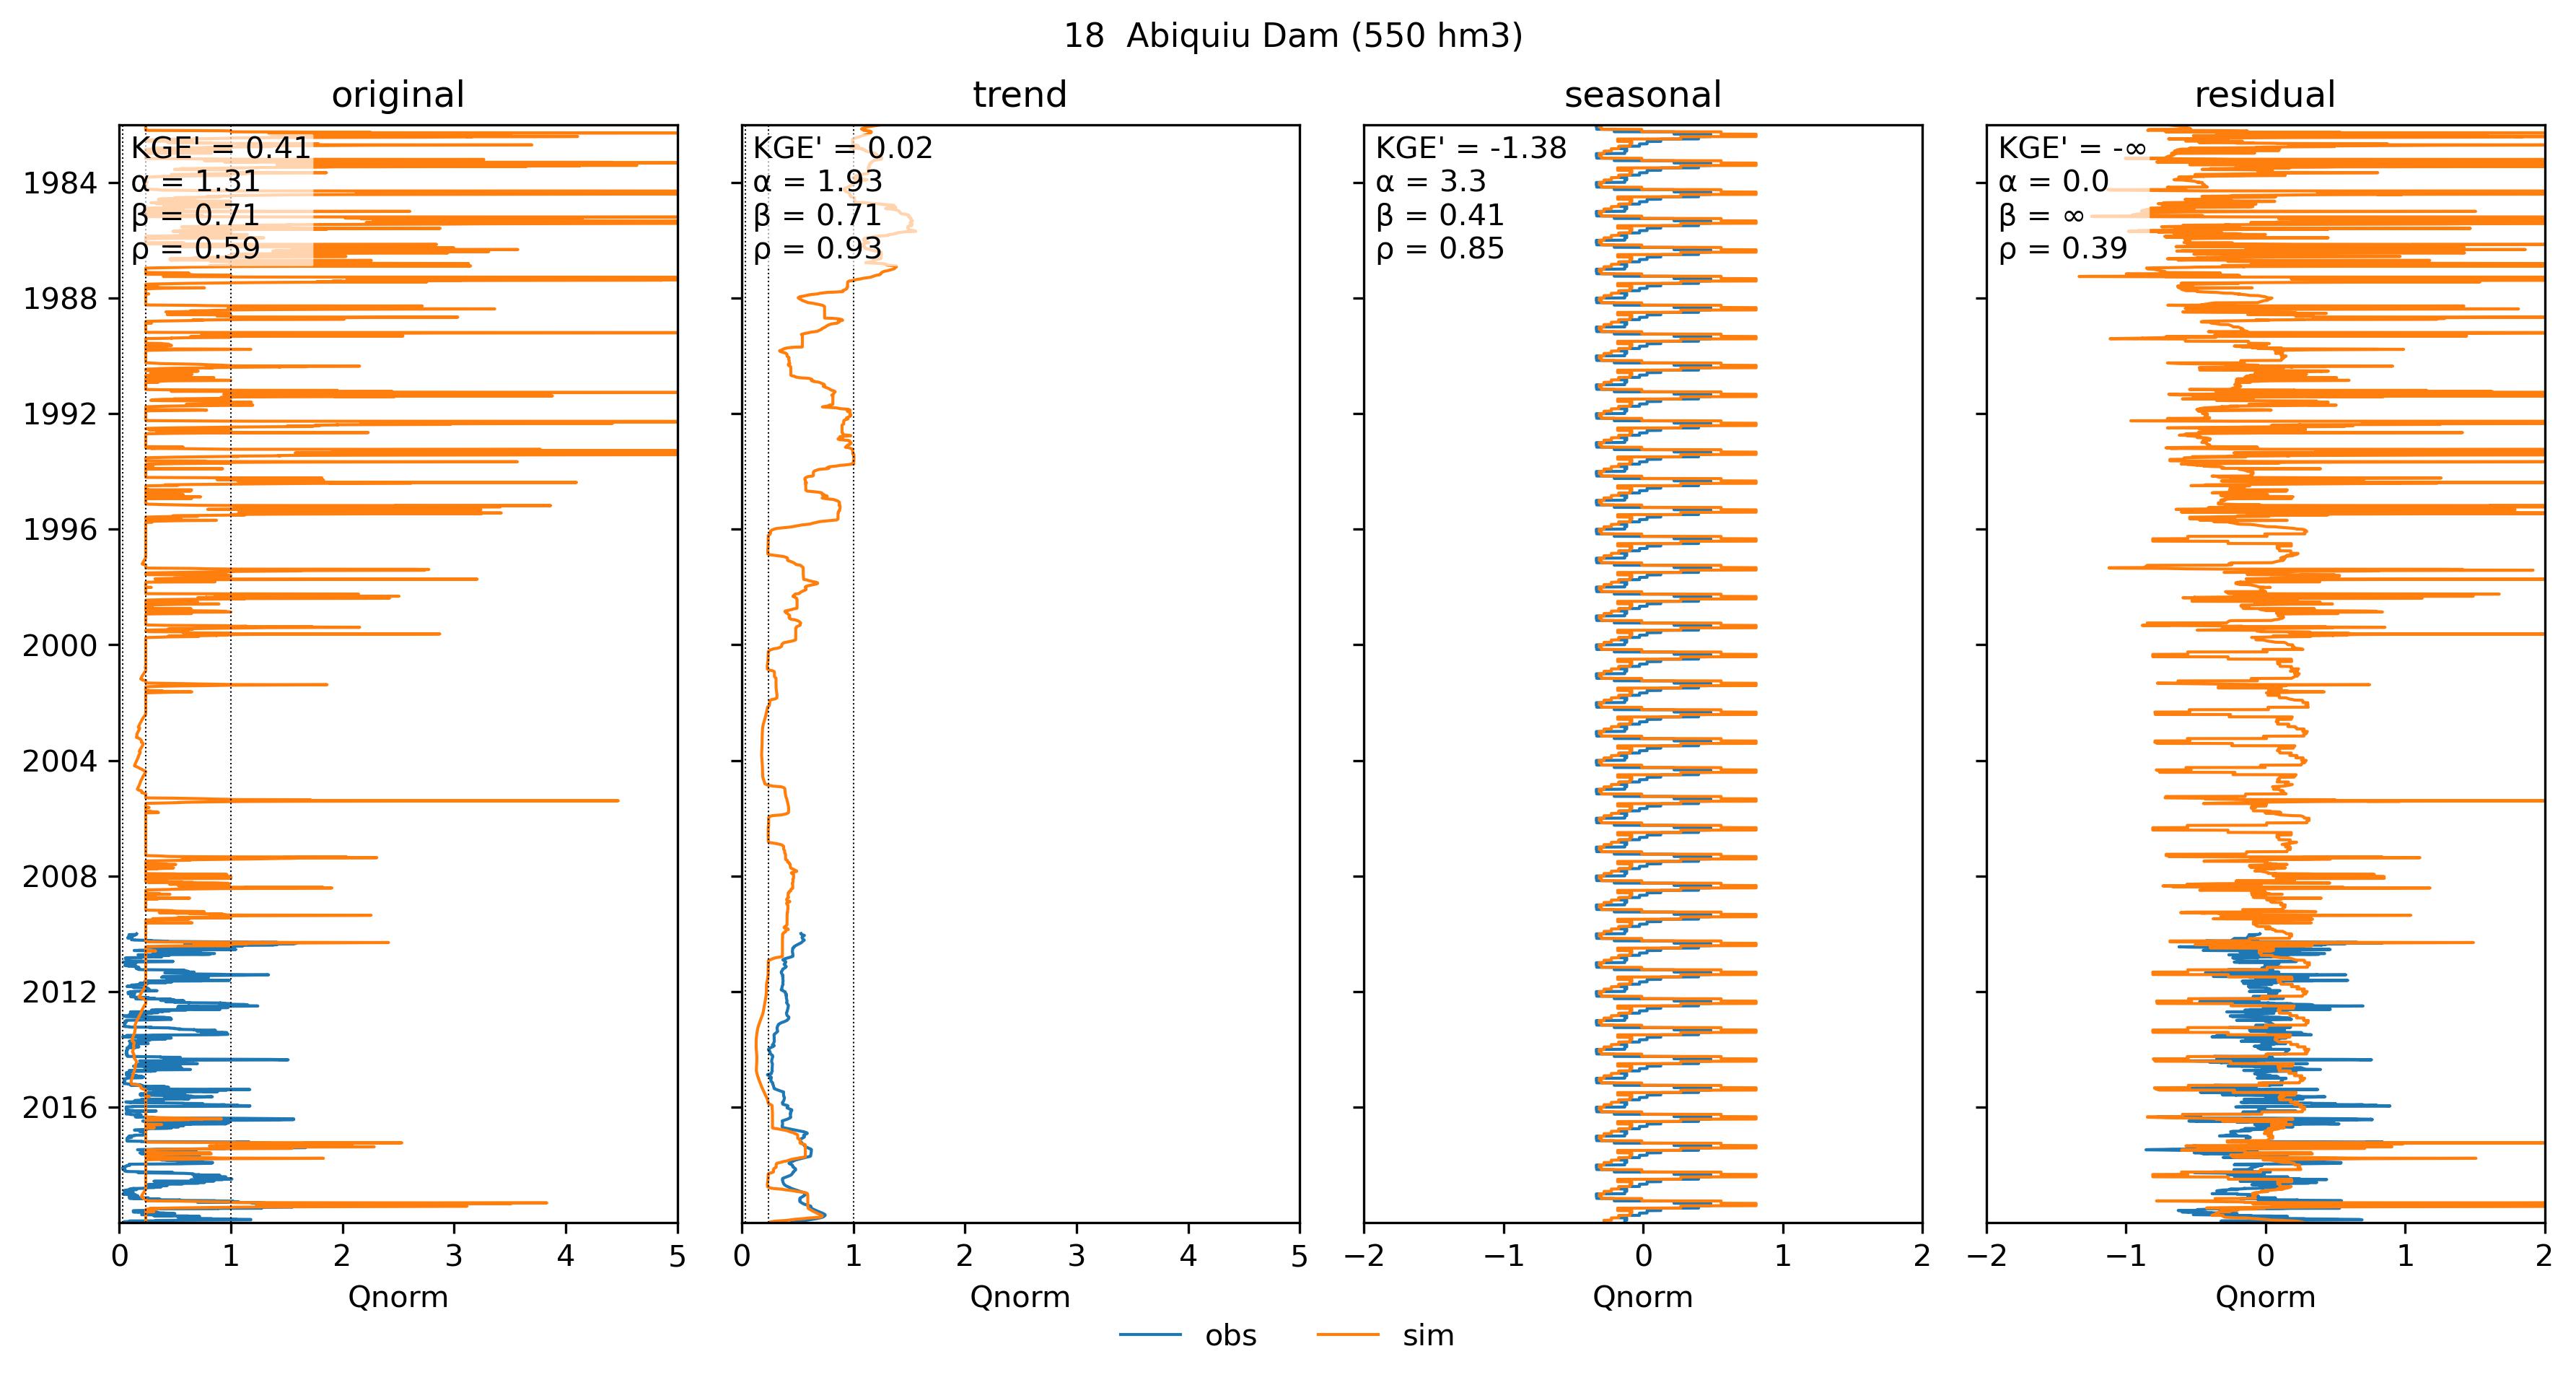 18  Abiquiu Dam (550 hm3)
original
trend
seasonal
residual
KGE' = 0.41
α = 1.31
β = 0.71
ρ = 0.59
KGE' = 0.02
α = 1.93
β = 0.71
ρ = 0.93
KGE' = -1.38
α = 3.3
β = 0.41
ρ = 0.85
KGE' = -∞
α = 0.0
β = ∞
ρ = 0.39
1984
1988
1992
1996
2000
2004
2008
2012
2016
0 1 2 3 4 5
0 1 2 3 4 5
−2 −1 0 1 2
−2 −1 0 1 2
Qnorm
Qnorm
Qnorm
Qnorm
obs
sim